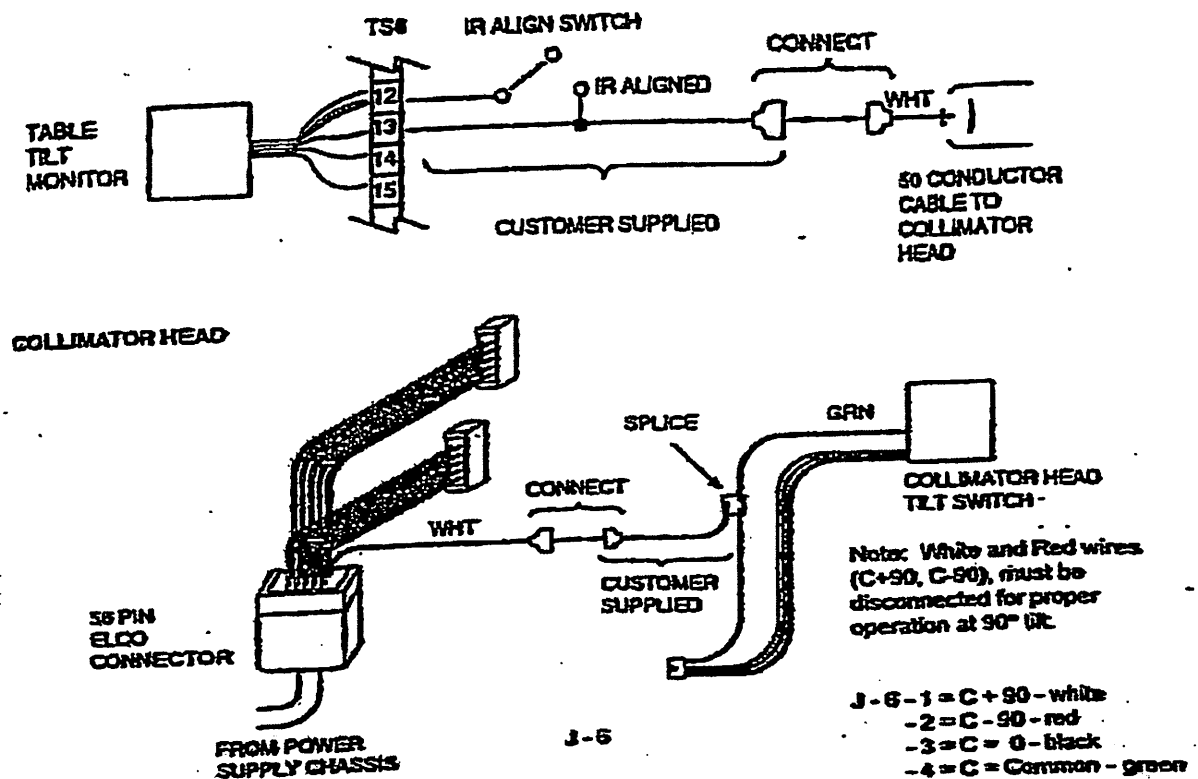 TS6
IR ALIGN SWITCH
CONNECT
12
IR ALIGNED
WHT
TABLE
TILT
MONITOR
13
14
15
CUSTOMER SUPPLIED
50 CONDUCTOR
CABLE TO
COLLIMATOR
HEAD
COLLIMATOR HEAD
SPLICE
GRN
COLLIMATOR HEAD
TILT SWITCH
CONNECT
WHT
CUSTOMER
SUPPLIED
Note: White and Red wires
(C+90, C-90), must be
disconnected for proper
operation at 90° tilt.
56 PIN
ELCO
CONNECTOR
FROM POWER
SUPPLY CHASSIS
J-6
J - 6 - 1 = C + 90 - white
- 2 = C - 90 - red
- 3 = C = 0 - black
- 4 = C = Common - green